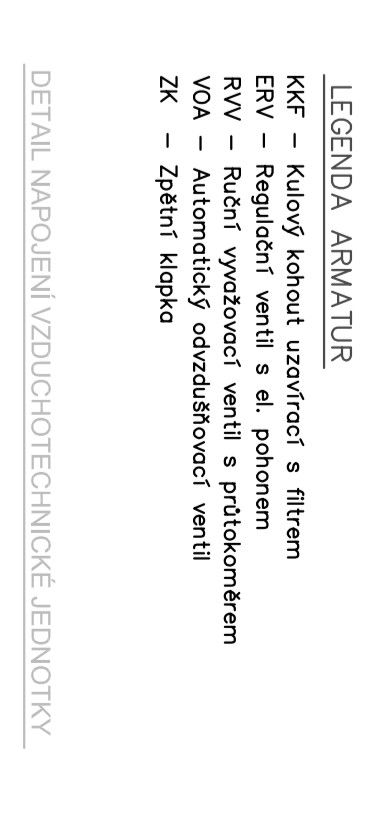 LEGENDA ARMATUR
KKF – Kulový kohout uzavírací s filtrem
ERV – Regulační ventil s el. pohonem
RVV – Ruční vyvažovací ventil s průtokoměrem
VOA – Automatický odvzdušňovací ventil
ZK – Zpětní klapka
DETAIL NAPOJENÍ VZDUCHOTECHNICKÉ JEDNOTKY